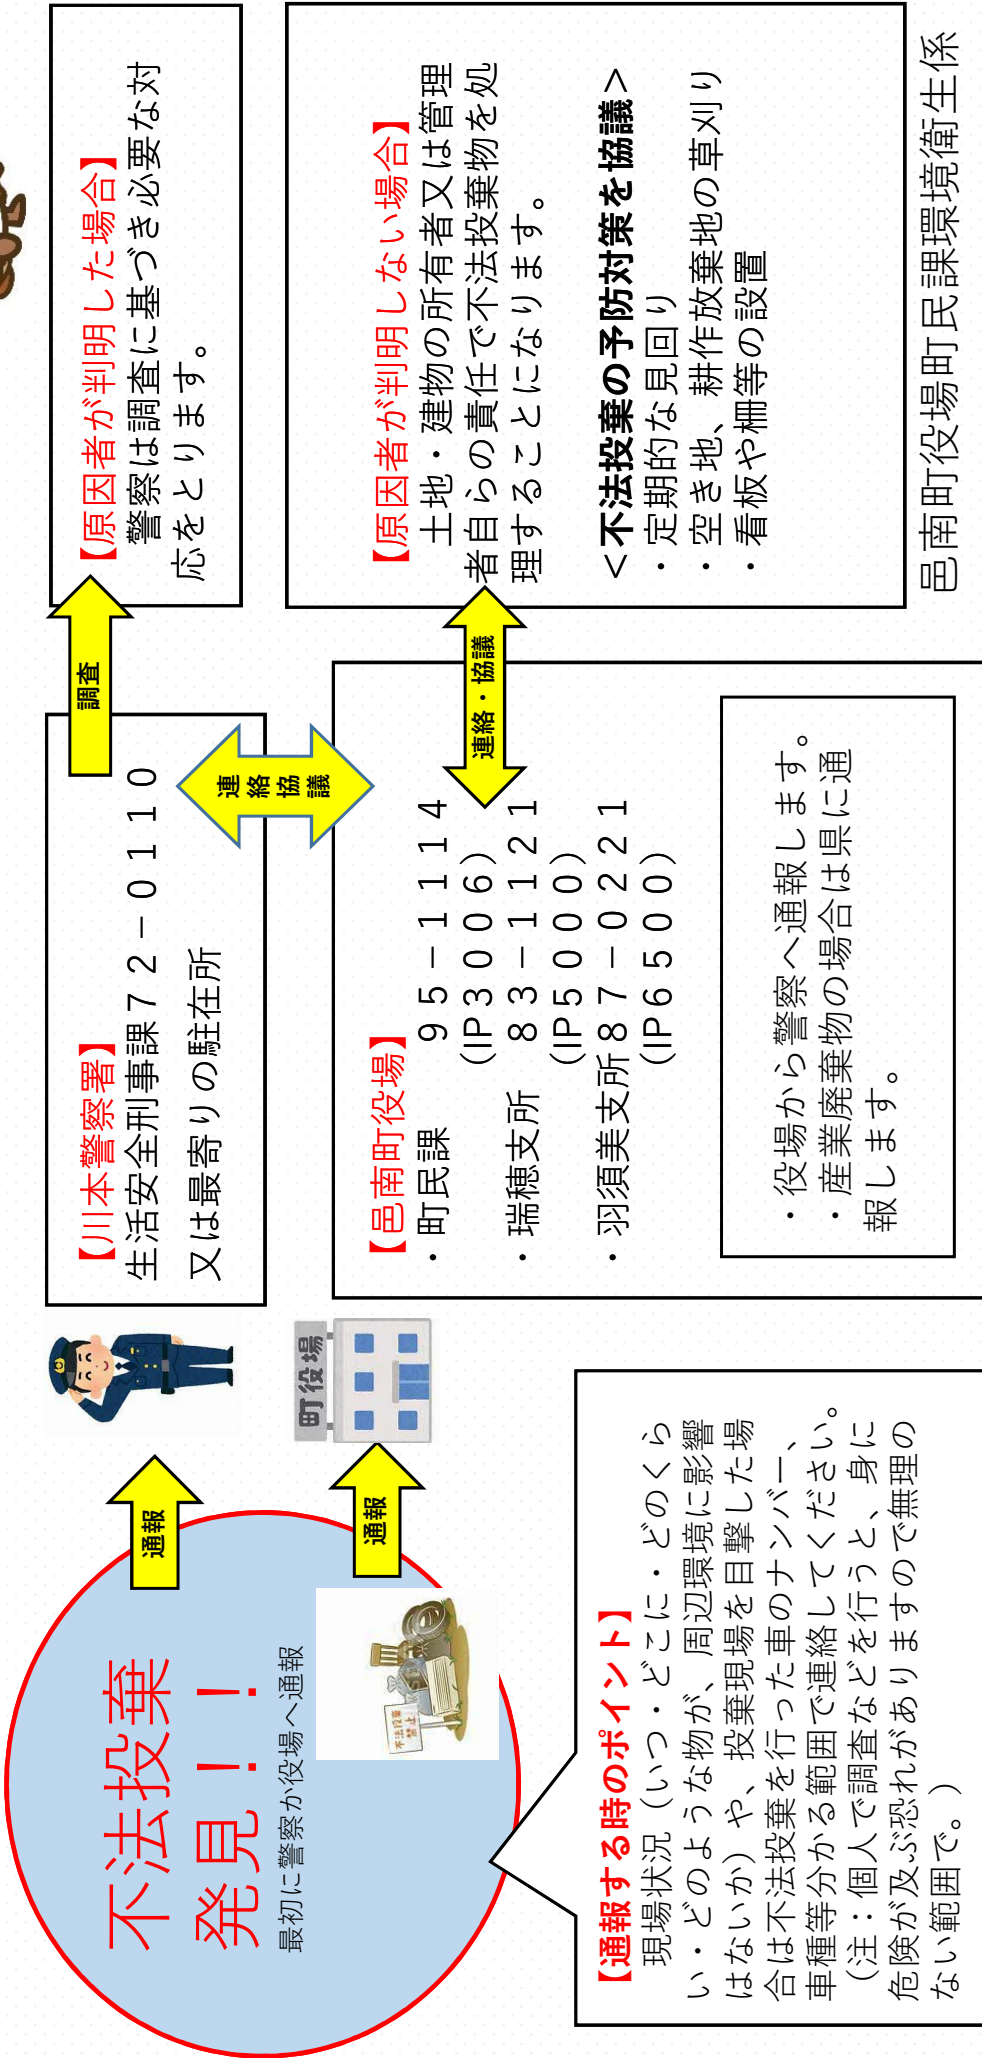 不法投棄
発見！！
最初に警察か役場へ通報
不法投棄
禁止
通報
通報
町役場
【通報する時のポイント】
現場状況（いつ・どこに・どのくら
い・どのような物が、周辺環境に影響
はないか）や、投棄現場を目撃した場
合は不法投棄を行った車のナンバー、
車種等分かる範囲で連絡してください。
（注：個人で調査などを行うと、身に
危険が及ぶ恐れがありますので無理の
ない範囲で。）
【川本警察署】
生活安全刑事課７２－０１１０
又は最寄りの駐在所
連絡
協議
【邑南町役場】
・町民課　９５－１１１４
（IP３００６）
・瑞穂支所　８３－１１２１
（IP５０００）
・羽須美支所８７－０２２１
（IP６５００）
・役場から警察へ通報します。
・産業廃棄物の場合は県に通
報します。
調査
連絡・協議
【原因者が判明した場合】
警察は調査に基づき必要な対
応をとります。
【原因者が判明しない場合】
土地・建物の所有者又は管理
者自らの責任で不法投棄物を処
理することになります。
＜不法投棄の予防対策を協議＞
・定期的な見回り
・空き地、耕作放棄地の草刈り
・看板や柵等の設置
邑南町役場町民課環境衛生係